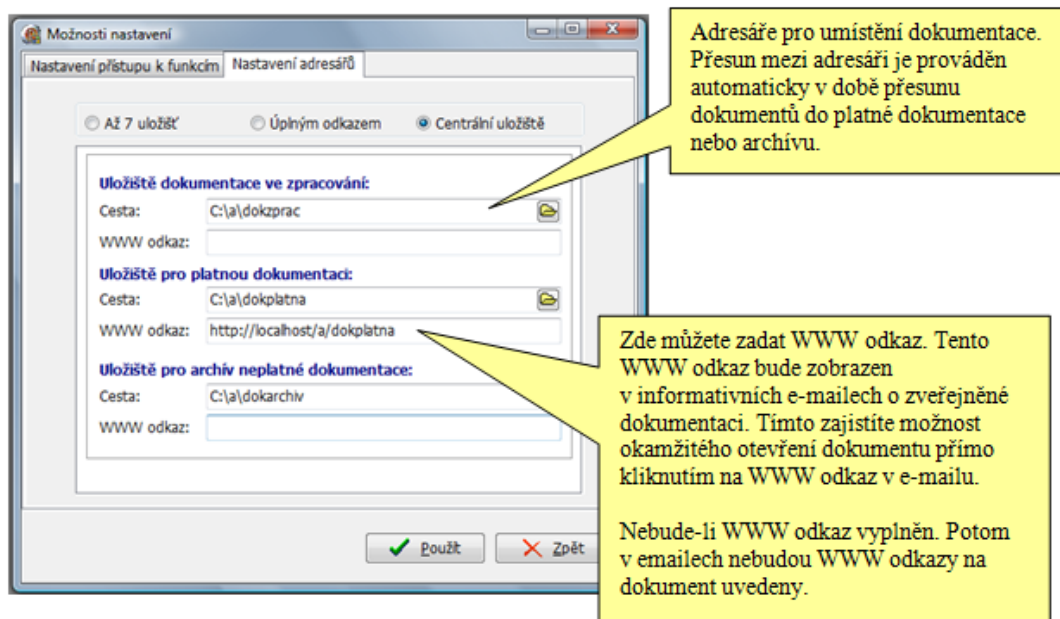 Možnosti nastavení
Nastavení přístupu k funkcím Nastavení adresářů
Až 7 uložišť Úplným odkazem Centrální uložiště
Uložiště dokumentace ve zpracování:
Cesta: C:\a\dokzprac
WWW odkaz:
Uložiště pro platnou dokumentaci:
Cesta: C:\a\dokplatna
WWW odkaz: http://localhost/a/dokplatna
Uložiště pro archív neplatné dokumentace:
Cesta: C:\a\dokarchiv
WWW odkaz:
Použít Zpět
Adresáře pro umístění dokumentace.
Přesun mezi adresáři je prováděn
automaticky v době přesunu
dokumentů do platné dokumentace
nebo archívu.
Zde můžete zadat WWW odkaz. Tento
WWW odkaz bude zobrazen
v informativních e-mailech o zveřejněné
dokumentaci. Tímto zajistíte možnost
okamžitého otevření dokumentu přímo
kliknutím na WWW odkaz v e-mailu.
Nebude-li WWW odkaz vyplněn. Potom
v emailech nebudou WWW odkazy na
dokument uvedeny.